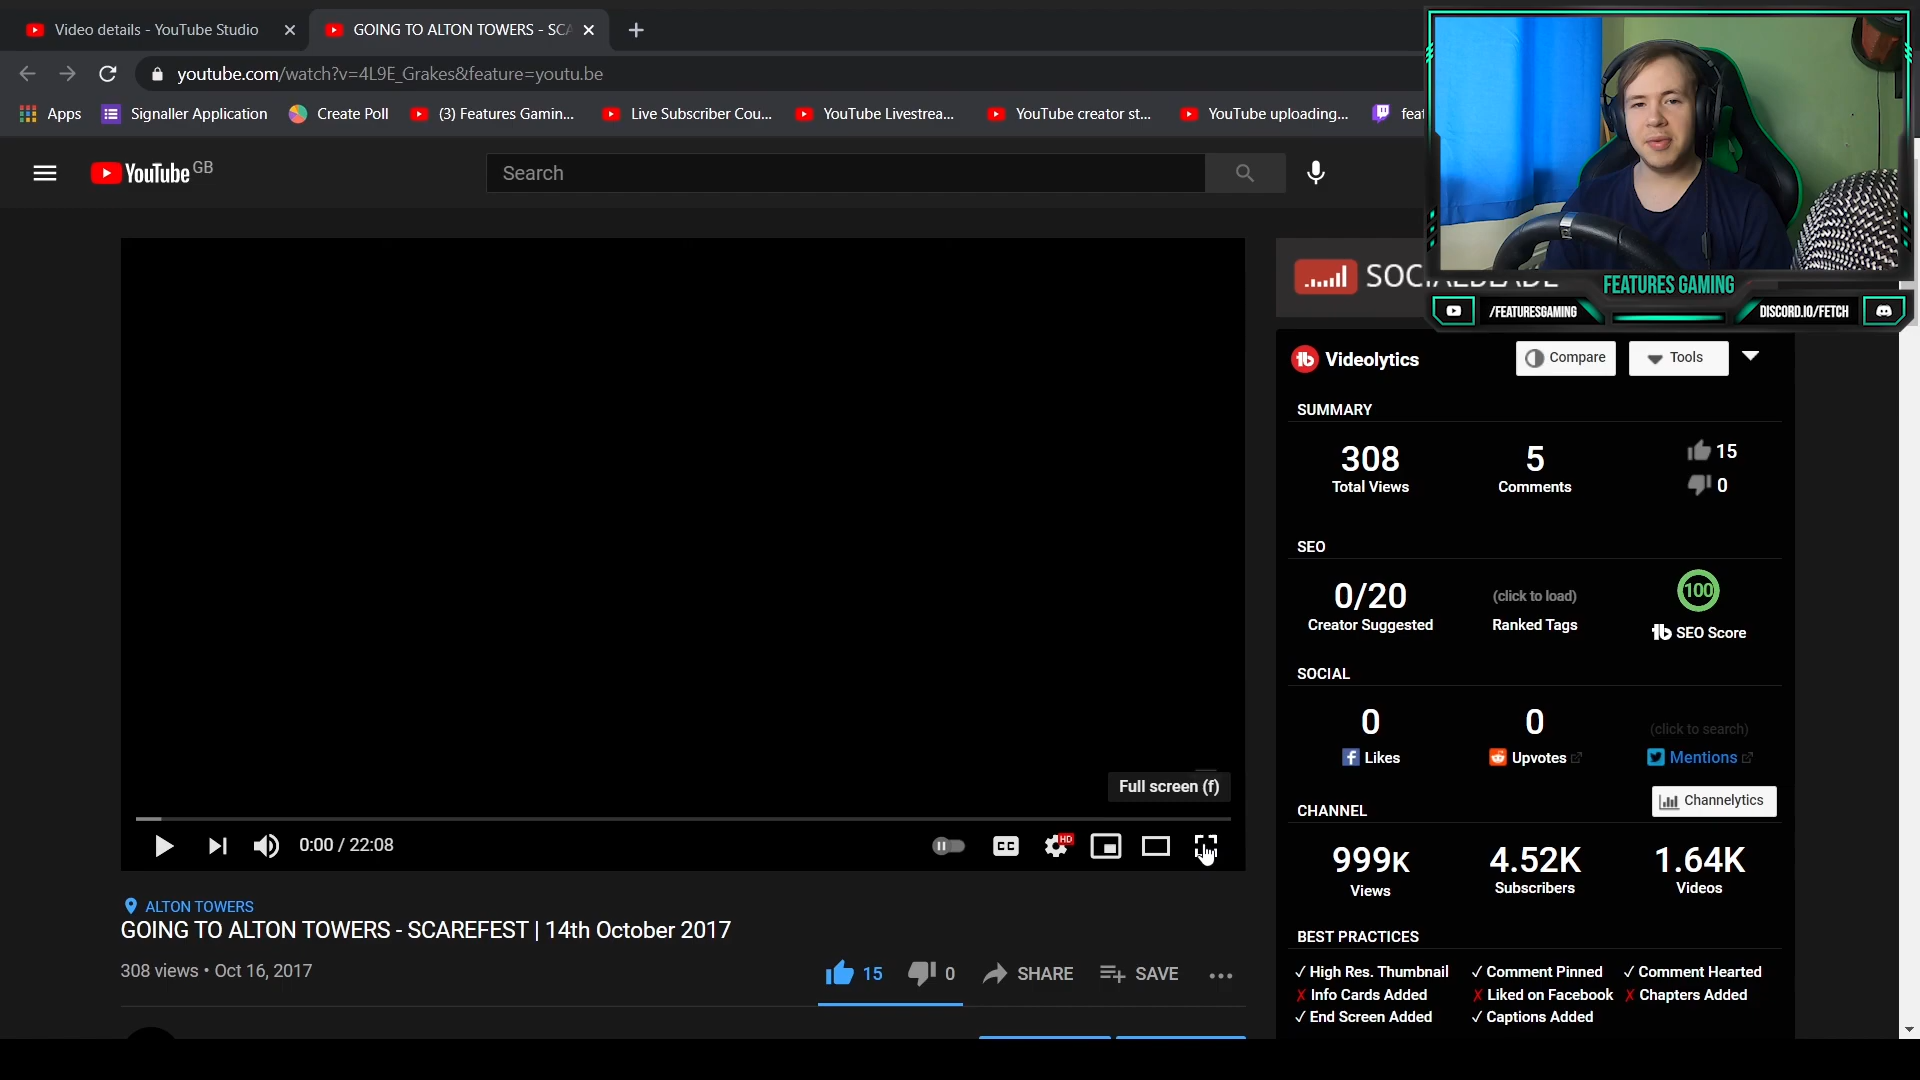 Video details - YouTube Studio
GOING TO ALTON TOWERS - SCA
youtube.com/watch?v=4L9E_Grakes&feature=youtu.be
Apps
Signaller Application
Create Poll
(3) Features Gamin...
Live Subscriber Cou...
YouTube Livestrea...
YouTube creator st...
YouTube uploading...
feat
YouTube GB
Search
FEATURES GAMING
/FEATURESGAMING
DISCORD.IO/FETCH
SOCIALBLADE
Videolytics
Compare
Tools
SUMMARY
308
Total Views
5
Comments
15
0
SEO
0/20
Creator Suggested
(click to load)
Ranked Tags
100
tb SEO Score
SOCIAL
0
Likes
0
Upvotes
(click to search)
Mentions
CHANNEL
Channelytics
999K
Views
4.52K
Subscribers
1.64K
Videos
BEST PRACTICES
✓ High Res. Thumbnail ✓ Comment Pinned ✓ Comment Hearted
✗ Info Cards Added ✗ Liked on Facebook ✗ Chapters Added
✓ End Screen Added ✓ Captions Added
Full screen (f)
0:00 / 22:08
CC
HD
ALTON TOWERS
GOING TO ALTON TOWERS - SCAREFEST | 14th October 2017
308 views • Oct 16, 2017
15
0
SHARE
SAVE